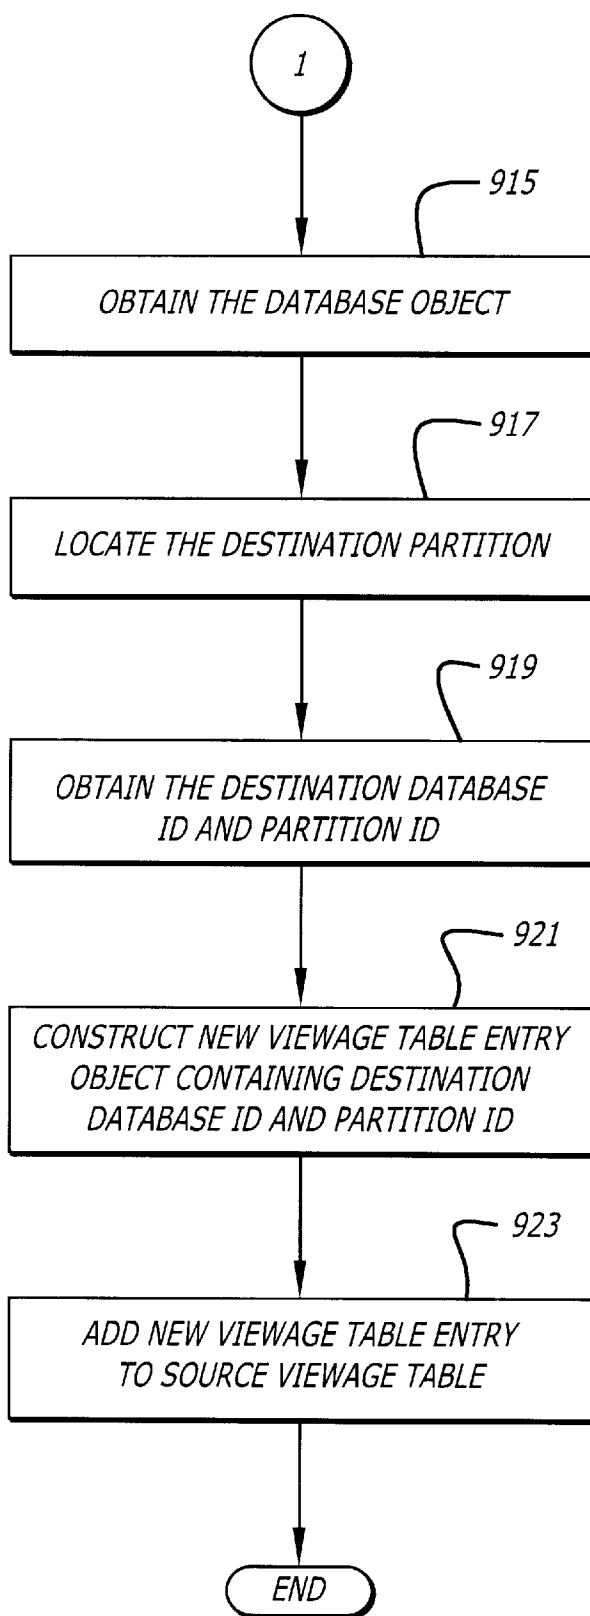 1
915
OBTAIN THE DATABASE OBJECT
917
LOCATE THE DESTINATION PARTITION
919
OBTAIN THE DESTINATION DATABASE
ID AND PARTITION ID
921
CONSTRUCT NEW VIEWAGE TABLE ENTRY
OBJECT CONTAINING DESTINATION
DATABASE ID AND PARTITION ID
923
ADD NEW VIEWAGE TABLE ENTRY
TO SOURCE VIEWAGE TABLE
END